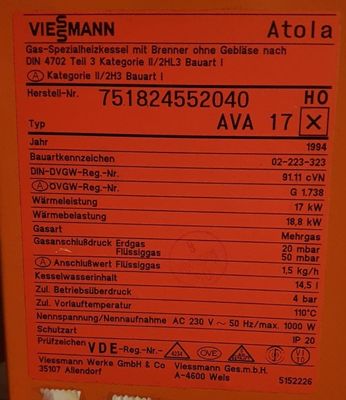 VIESSMANN Atola
Gas-Spezialheizkessel mit Brenner ohne Gebläse nach
DIN 4702 Teil 3 Kategorie II/2HL3 Bauart I
Ⓐ Kategorie II/2H3 Bauart I
Herstell-Nr. 751824552040 HO
Typ AVA 17 X
Jahr 1994
Bauartkennzeichen 02-223-323
DIN-DVGW-Reg.-Nr. 91.11 cVN
Ⓐ ÖVGW-Reg.-Nr. G 1.738
Wärmeleistung 17 kW
Wärmebelastung 18,8 kW
Gasart Mehrgas
Gasanschlußdruck Erdgas 20 mbar
Flüssiggas 50 mbar
Ⓐ Anschlußwert Flüssiggas 1,5 kg/h
Kesselwasserinhalt 14,5 l
Zul. Betriebsüberdruck 4 bar
Zul. Vorlauftemperatur 110°C
Nennspannung/Nennaufnahme AC 230 V ~ 50 Hz/max. 1000 W
Schutzart IP 20
Prüfzeichen VDE-Reg.-Nr. 4234 ÖVE
Viessmann Werke GmbH & Co Viessmann Ges.m.b.H.
35107 Allendorf A-4600 Wels 5152226